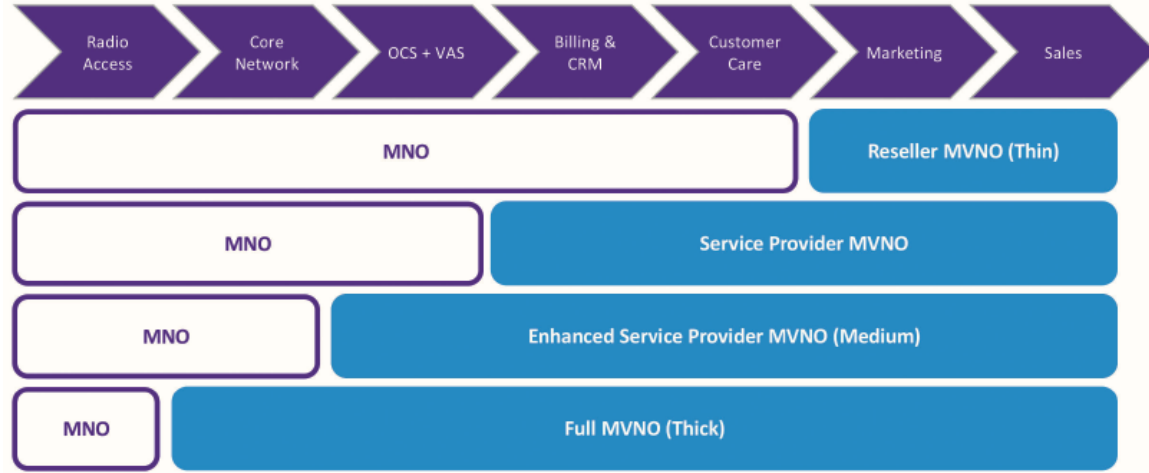 Radio
Access
Core
Network
OCS + VAS
Billing &
CRM
Customer
Care
Marketing
Sales
MNO
Reseller MVNO (Thin)
MNO
Service Provider MVNO
MNO
Enhanced Service Provider MVNO (Medium)
MNO
Full MVNO (Thick)